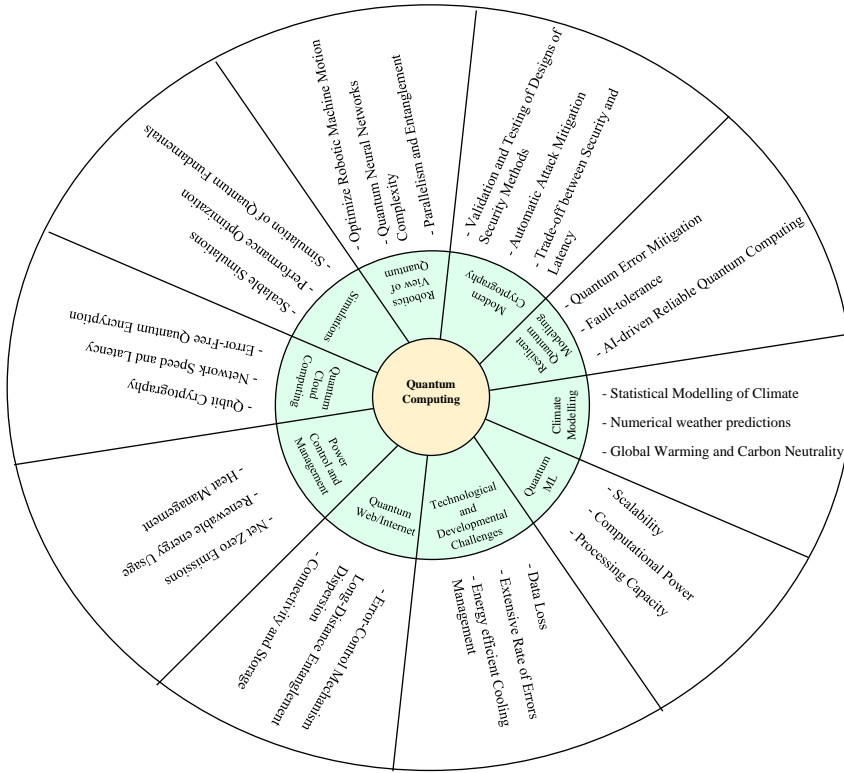 Quantum
Computing
Modern
Cryptography
- Validation and Testing of Designs of
Security Methods
- Automatic Attack Mitigation
- Trade-off between Security and
Latency
Resilient
Quantum
Modelling
- Quantum Error Mitigation
- Fault-tolerance
- AI-driven Reliable Quantum Computing
Climate
Modelling
- Statistical Modelling of Climate
- Numerical weather predictions
- Global Warming and Carbon Neutrality
Quantum
ML
- Scalability
- Computational Power
- Processing Capacity
Technological
and
Developmental
Challenges
- Data Loss
- Extensive Rate of Errors
- Energy efficient Cooling
Management
Quantum
Web/Internet
- Error-Control Mechanism
Long-Distance Entanglement
Dispersion
- Connectivity and Storage
Power
Control and
Management
- Net Zero Emissions
- Renewable energy Usage
- Heat Management
Quantum
Cloud
Computing
- Qubit Cryptography
- Network Speed and Latency
- Error-Free Quantum Encryption
Simulations
- Scalable Simulations
- Performance Optimization
- Simulation of Quantum Fundamentals
Robotics
View of
Quantum
- Optimize Robotic Machine Motion
- Quantum Neural Networks
Complexity
- Parallelism and Entanglement